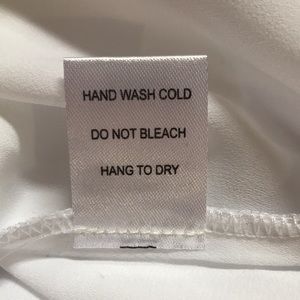 HAND WASH COLD
DO NOT BLEACH
HANG TO DRY